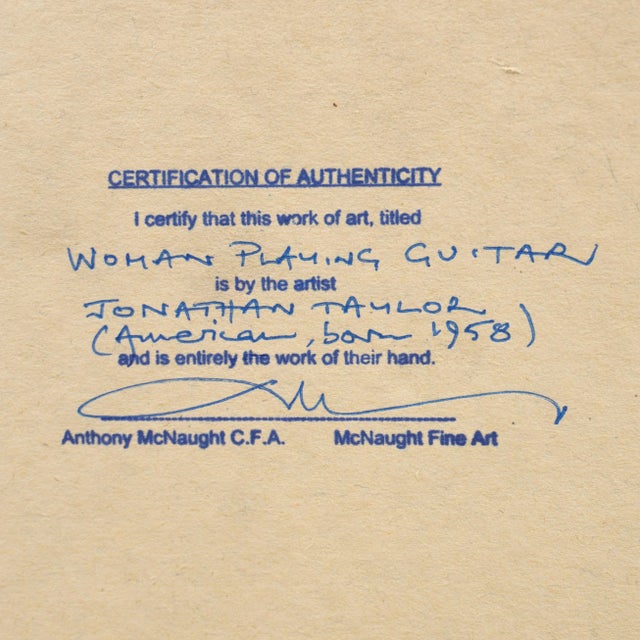 CERTIFICATION OF AUTHENTICITY
I certify that this work of art, titled
WOMAN PLAYING GUITAR
is by the artist
JONATHAN TAYLOR
(American, born 1958)
and is entirely the work of their hand.
Anthony McNaught C.F.A. McNaught Fine Art